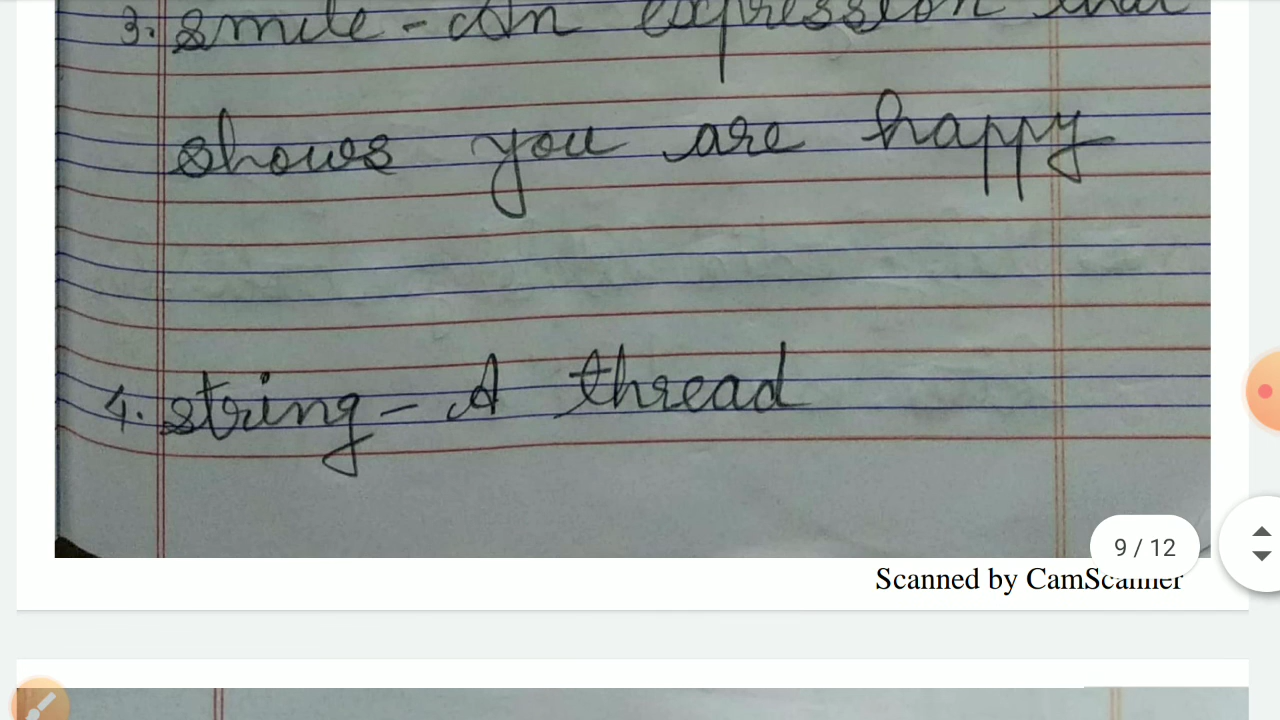 3. smile - An expression that
shows you are happy
4. string - A thread
9 / 12
Scanned by CamScanner